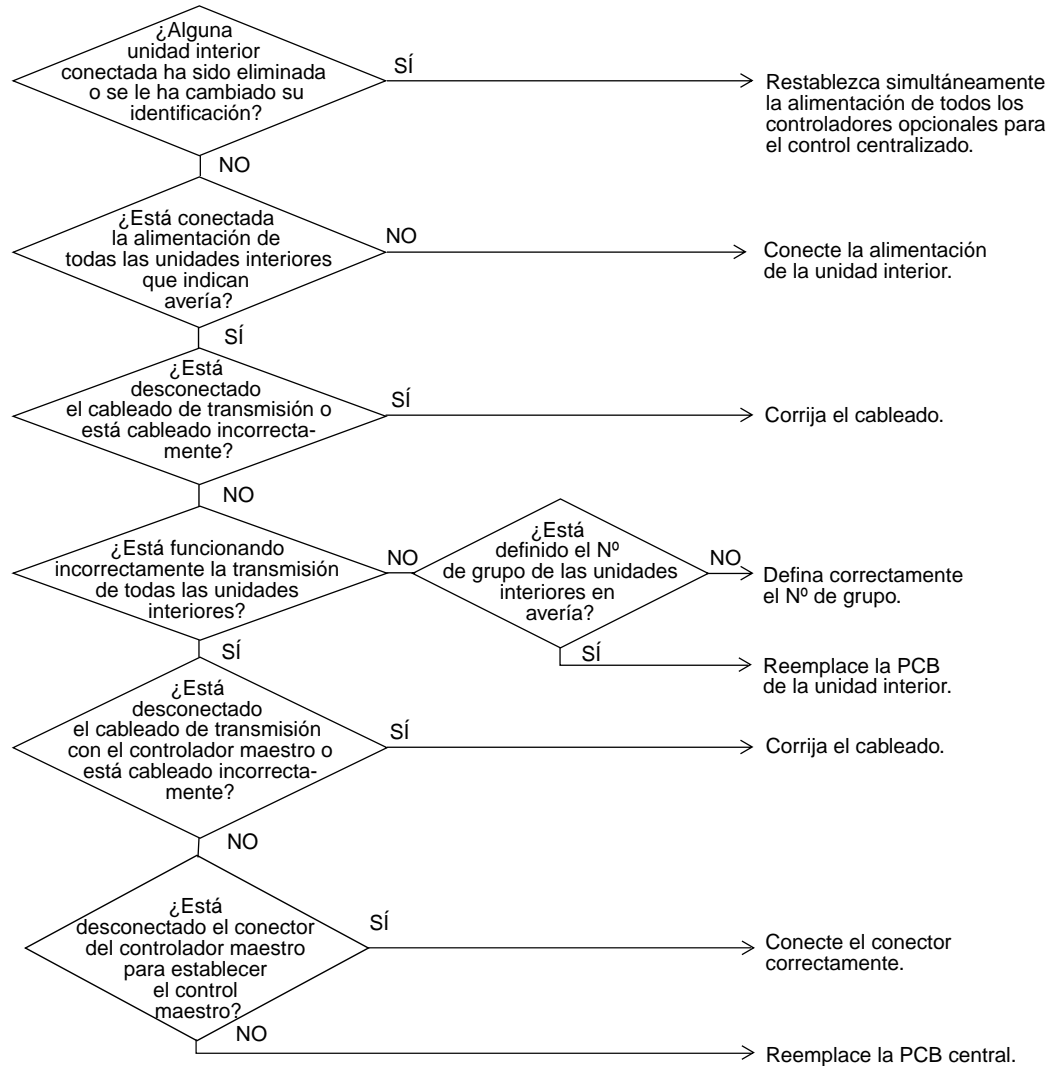 ¿Alguna
unidad interior
conectada ha sido eliminada
o se le ha cambiado su
identificación?
SÍ
Restablezca simultáneamente
la alimentación de todos los
controladores opcionales para
el control centralizado.
NO
¿Está conectada
la alimentación de
todas las unidades interiores
que indican
avería?
NO
Conecte la alimentación
de la unidad interior.
SÍ
¿Está
desconectado
el cableado de transmisión o
está cableado incorrecta-
mente?
SÍ
Corrija el cableado.
NO
¿Está funcionando
incorrectamente la transmisión
de todas las unidades
interiores?
NO
¿Está
definido el Nº
de grupo de las unidades
interiores en
avería?
NO
Defina correctamente
el Nº de grupo.
SÍ
Reemplace la PCB
de la unidad interior.
SÍ
¿Está
desconectado
el cableado de transmisión
con el controlador maestro o
está cableado incorrecta-
mente?
SÍ
Corrija el cableado.
NO
¿Está
desconectado el conector
del controlador maestro
para establecer
el control
maestro?
SÍ
Conecte el conector
correctamente.
NO
Reemplace la PCB central.